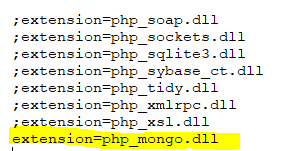 ;extension=php_soap.dll
;extension=php_sockets.dll
;extension=php_sqlite3.dll
;extension=php_sybase_ct.dll
;extension=php_tidy.dll
;extension=php_xmlrpc.dll
;extension=php_xsl.dll
extension=php_mongo.dll